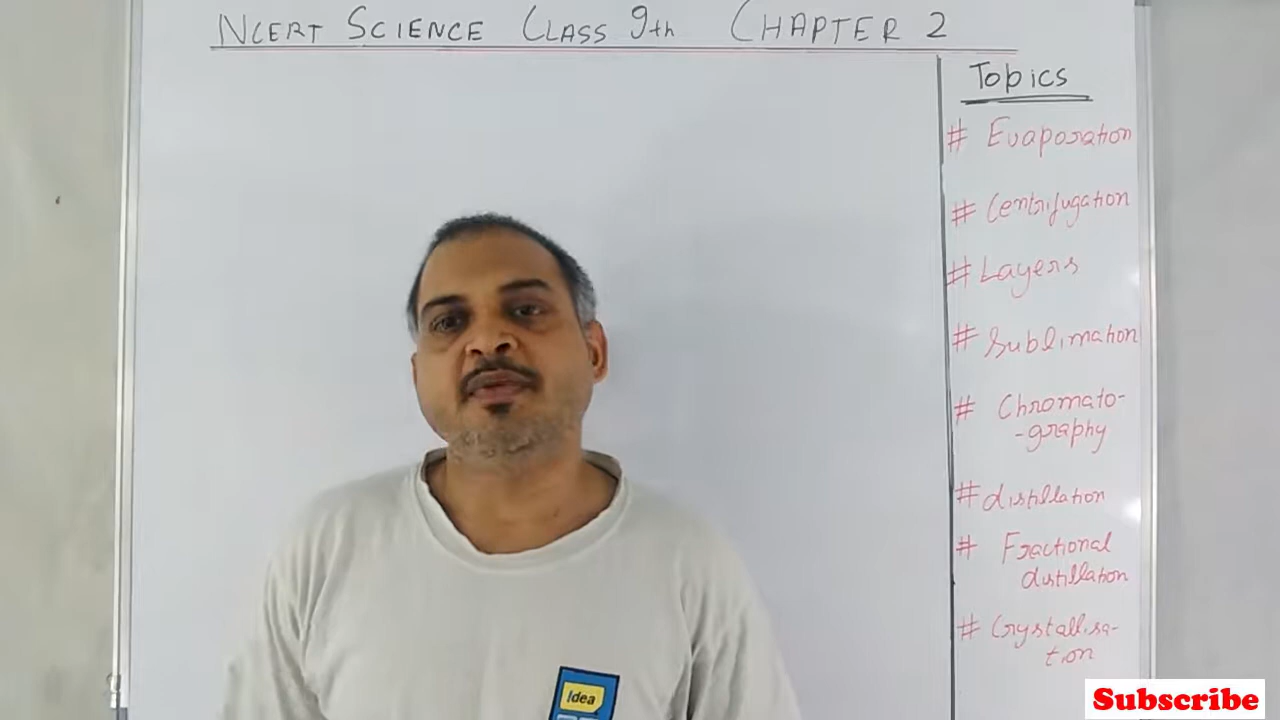 NCERT SCIENCE CLASS 9th CHAPTER 2
Topics
# Evaporation
# Centrifugation
# Layers
# Sublimation
# Chromato-
-graphy
# distillation
# Fractional
distillation
# Crystallisa-
tion
Idea
Subscribe